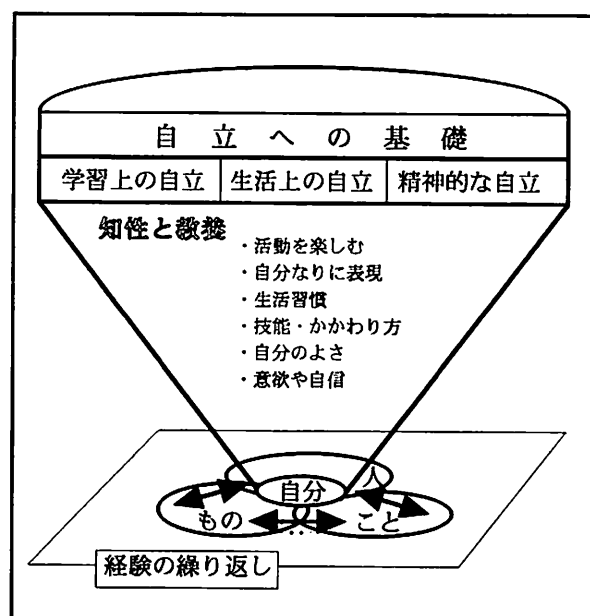 自立への基礎
学習上の自立 生活上の自立 精神的な自立
知性と教養
・活動を楽しむ
・自分なりに表現
・生活習慣
・技能・かかわり方
・自分のよさ
・意欲や自信
人
自分
もの こと
経験の繰り返し